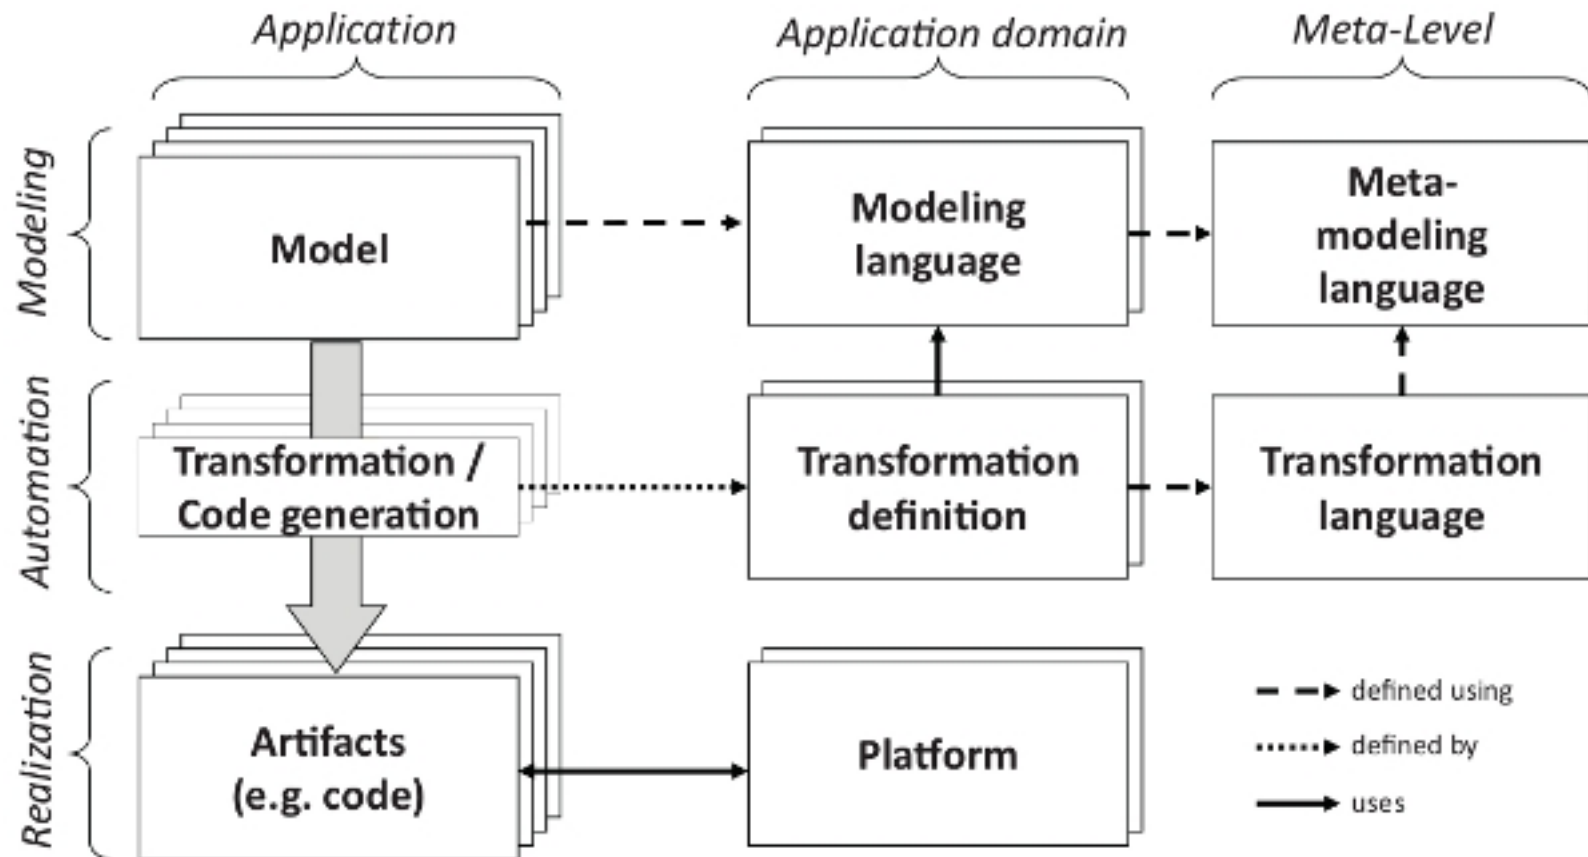 Application
Application domain
Meta-Level
Modeling
Model
Modeling
language
Meta-
modeling
language
Automation
Transformation /
Code generation
Transformation
definition
Transformation
language
Realization
Artifacts
(e.g. code)
Platform
defined using
defined by
uses